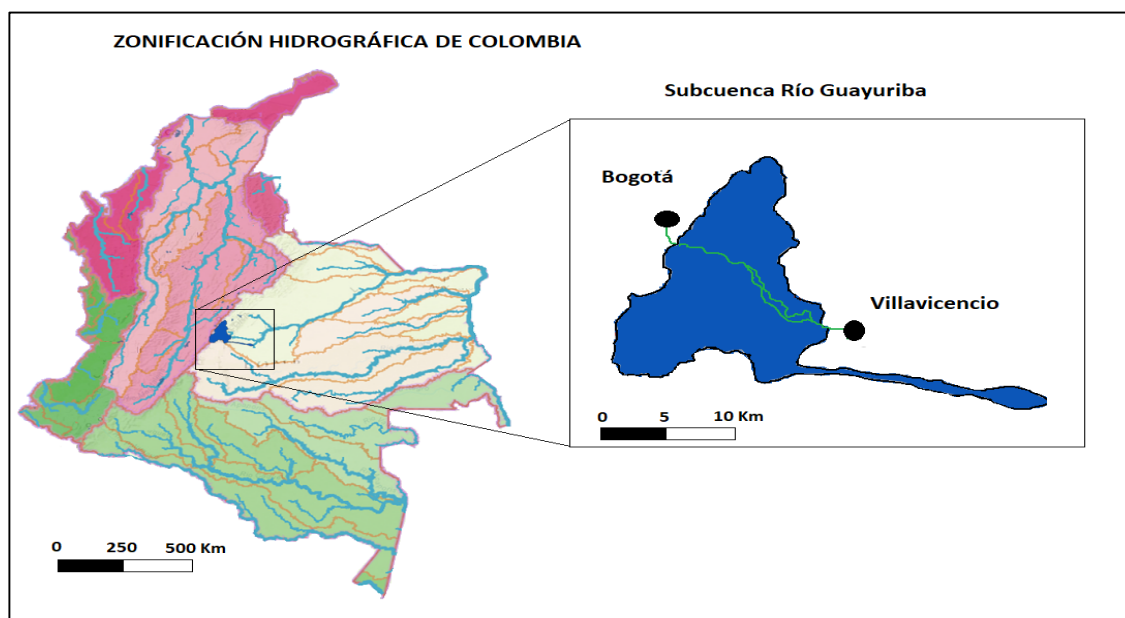 ZONIFICACIÓN HIDROGRÁFICA DE COLOMBIA
Subcuenca Río Guayuriba
Bogotá
Villavicencio
0 5 10 Km
0 250 500 Km